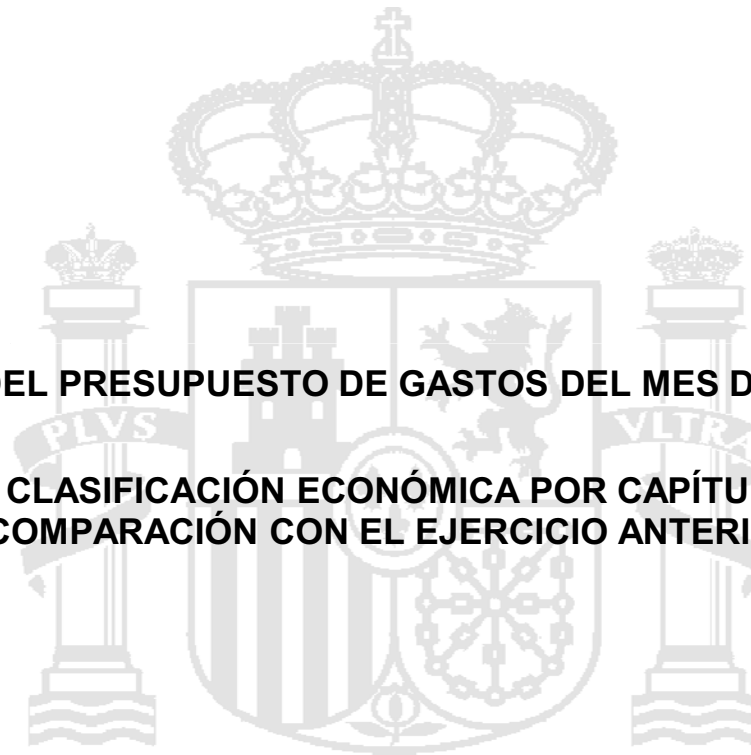 PLVS
VLTRA
DEL PRESUPUESTO DE GASTOS DEL MES D
CLASIFICACIÓN ECONÓMICA POR CAPÍTU
COMPARACIÓN CON EL EJERCICIO ANTERI